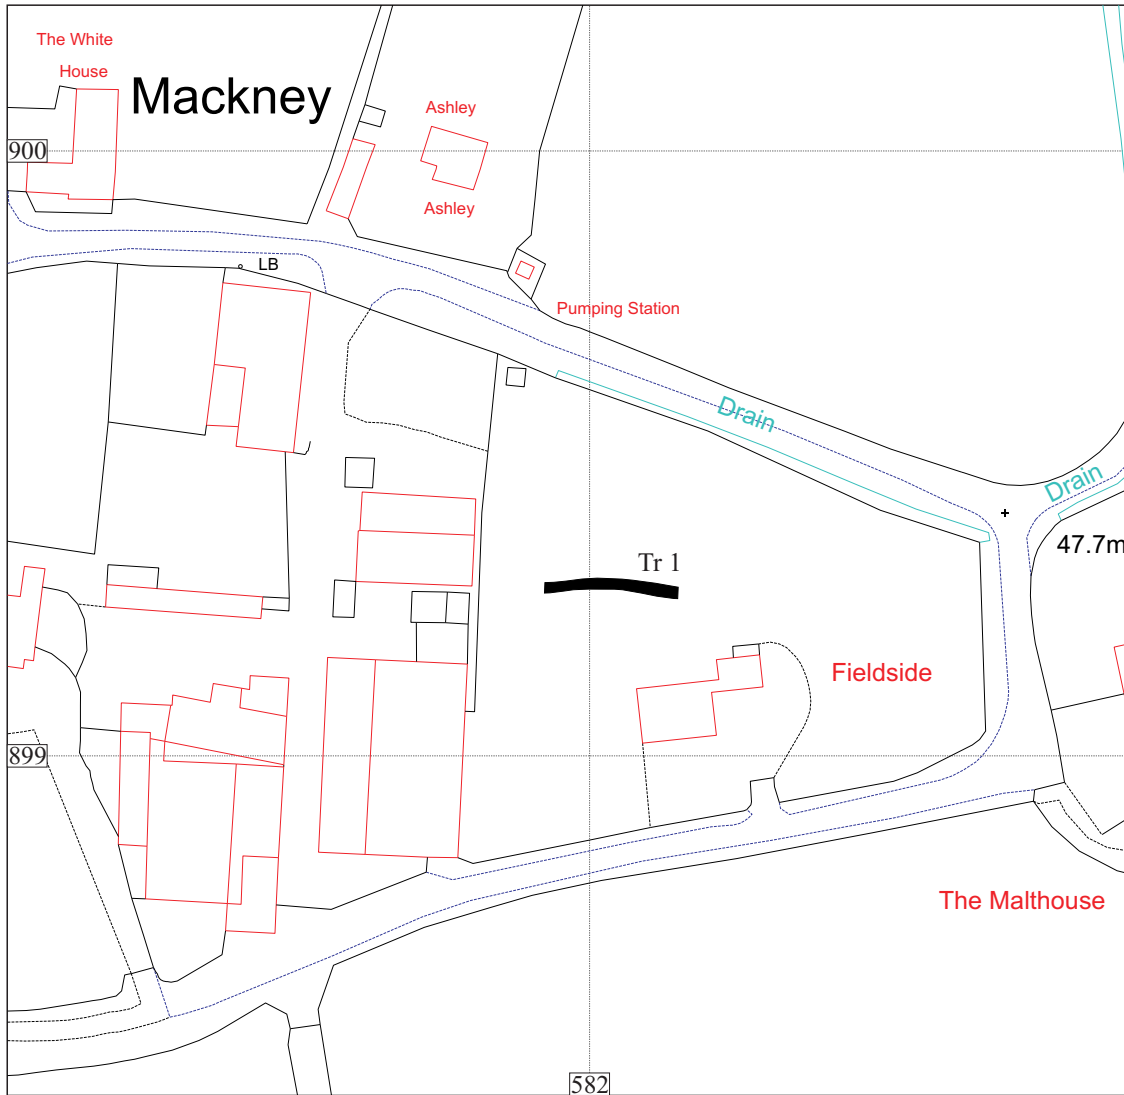 The White
House
Mackney
Ashley
900
Ashley
LB
Pumping Station
Drain
Drain
47.7m
Tr 1
Fieldside
899
The Malthouse
582